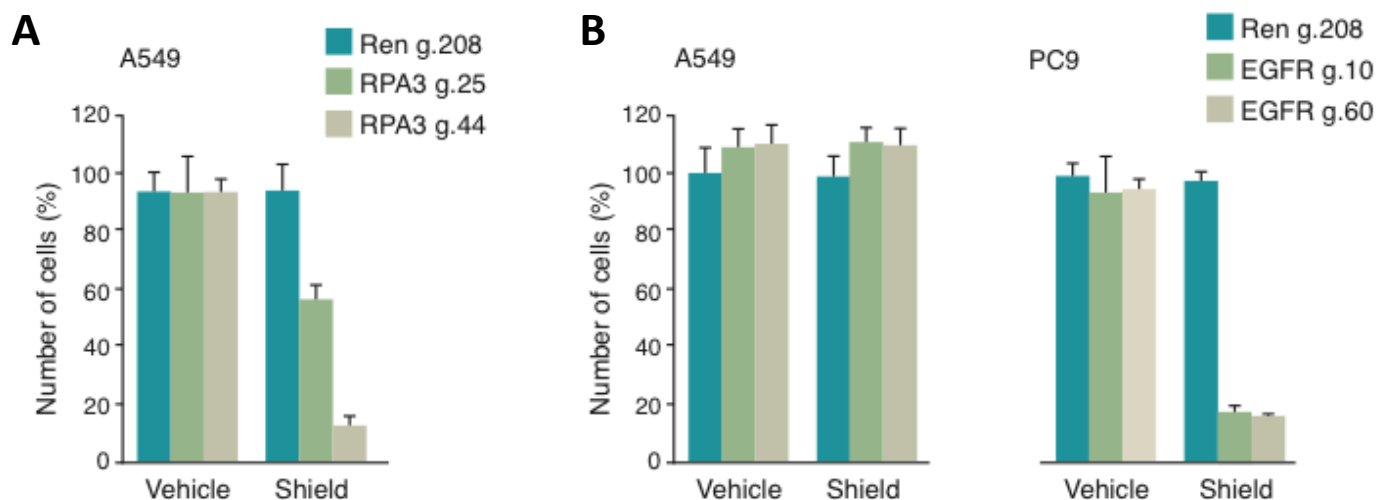 A
A549
Ren g.208
RPA3 g.25
RPA3 g.44
Number of cells (%)
120
100
80
60
40
20
0
Vehicle
Shield
B
A549
PC9
Ren g.208
EGFR g.10
EGFR g.60
Number of cells (%)
120
100
80
60
40
20
0
Vehicle
Shield
Vehicle
Shield